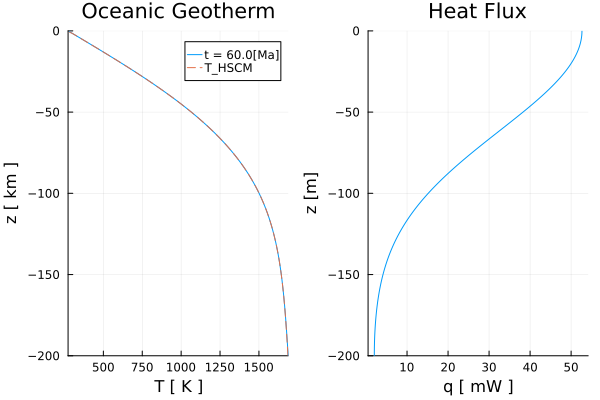 Oceanic Geotherm
t = 60.0[Ma]
T_HSCM
0
−50
−100
−150
−200
z [ km ]
500 750 1000 1250 1500
T [ K ]
Heat Flux
0
−50
−100
−150
−200
z [m]
10 20 30 40 50
q [ mW ]